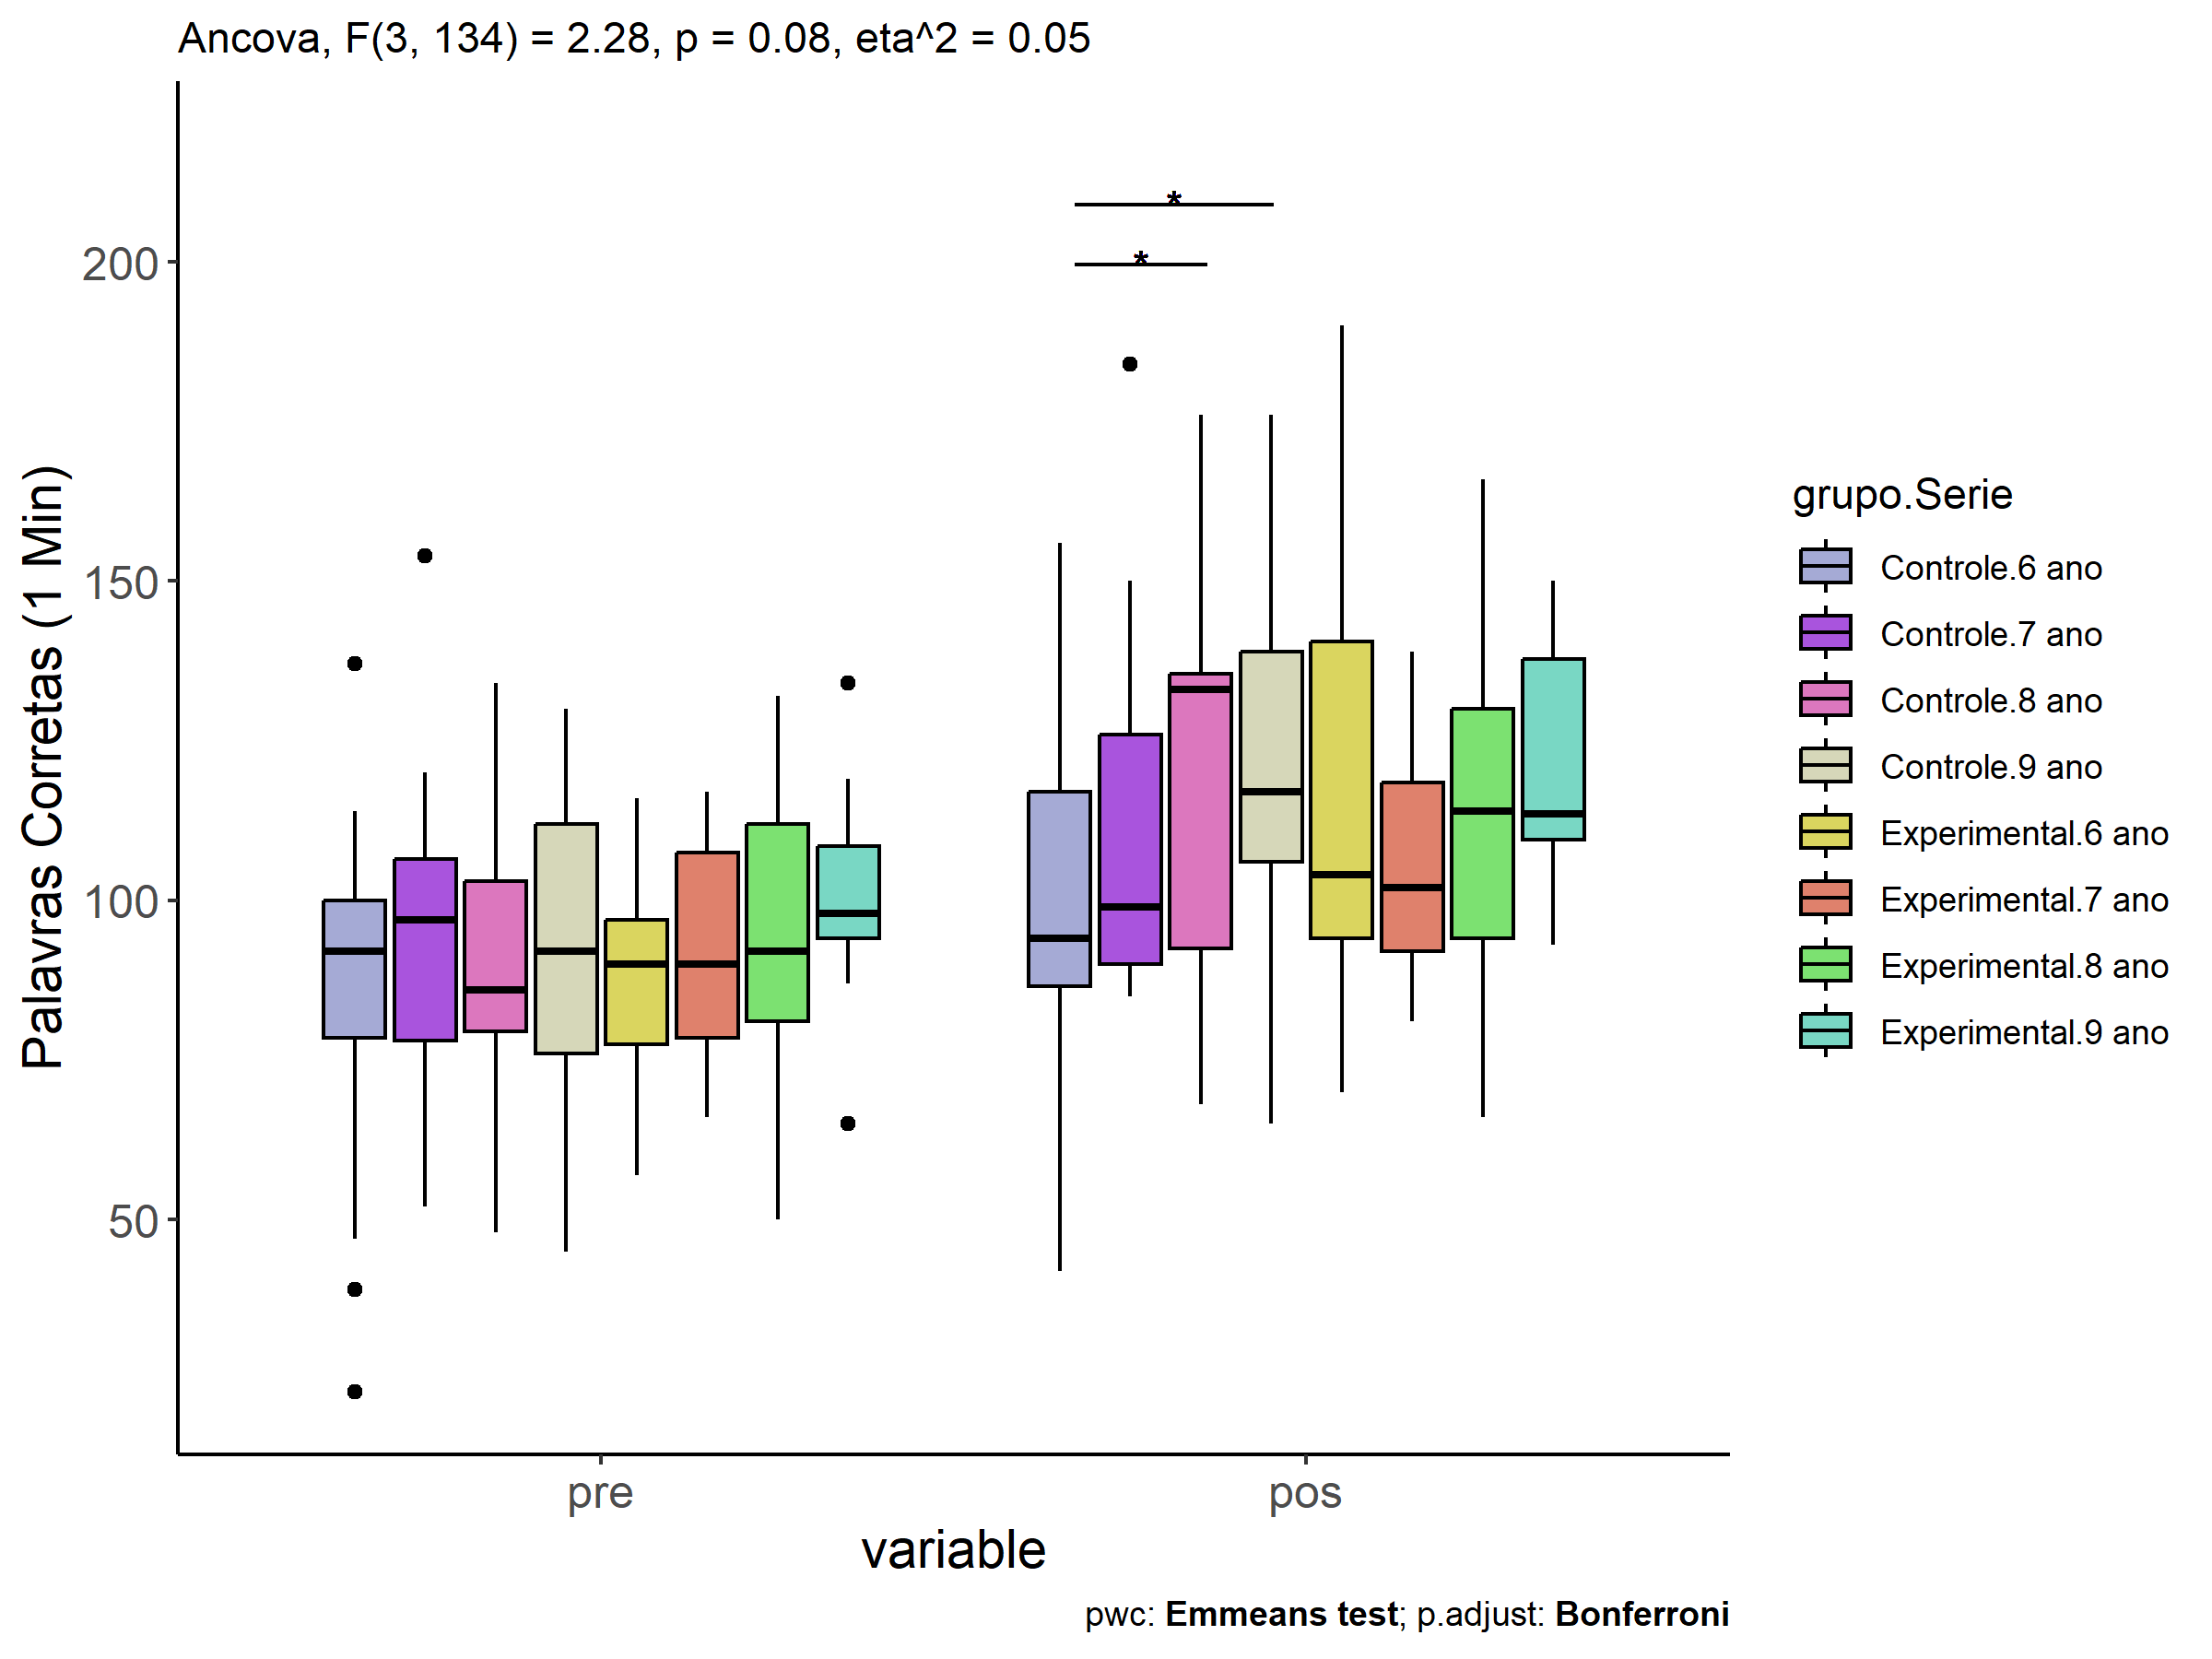 Ancova, F(3, 134) = 2.28, p = 0.08, eta^2 = 0.05
Palavras Corretas (1 Min)
200
150
100
50
*
*
pre
pos
variable
grupo.Serie
Controle.6 ano
Controle.7 ano
Controle.8 ano
Controle.9 ano
Experimental.6 ano
Experimental.7 ano
Experimental.8 ano
Experimental.9 ano
pwc: Emmeans test; p.adjust: Bonferroni